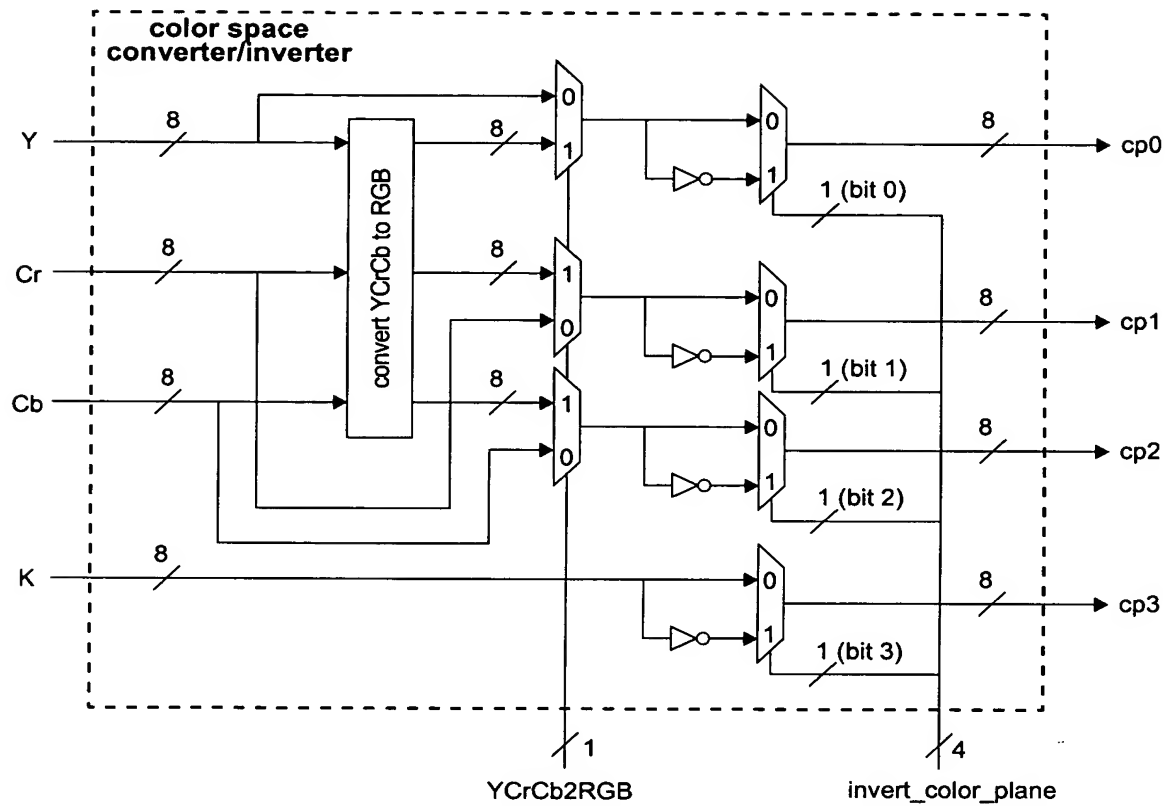 color space
converter/inverter
Y
8
0
8
1
0
1
8
cp0
1 (bit 0)
convert YCrCb to RGB
Cr
8
8
1
0
0
1
8
cp1
1 (bit 1)
Cb
8
8
1
0
0
1
8
cp2
1 (bit 2)
K
8
0
1
8
cp3
1 (bit 3)
1
4
YCrCb2RGB
invert_color_plane